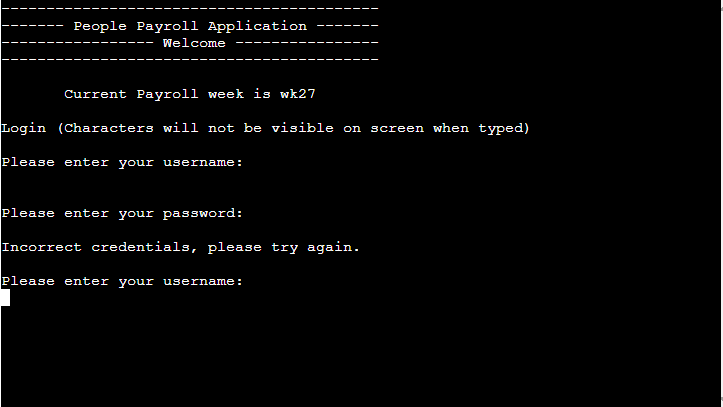 ------------------------------------------
------- People Payroll Application -------
----------------- Welcome ----------------
------------------------------------------
Current Payroll week is wk27
Login (Characters will not be visible on screen when typed)
Please enter your username:
Please enter your password:
Incorrect credentials, please try again.
Please enter your username: